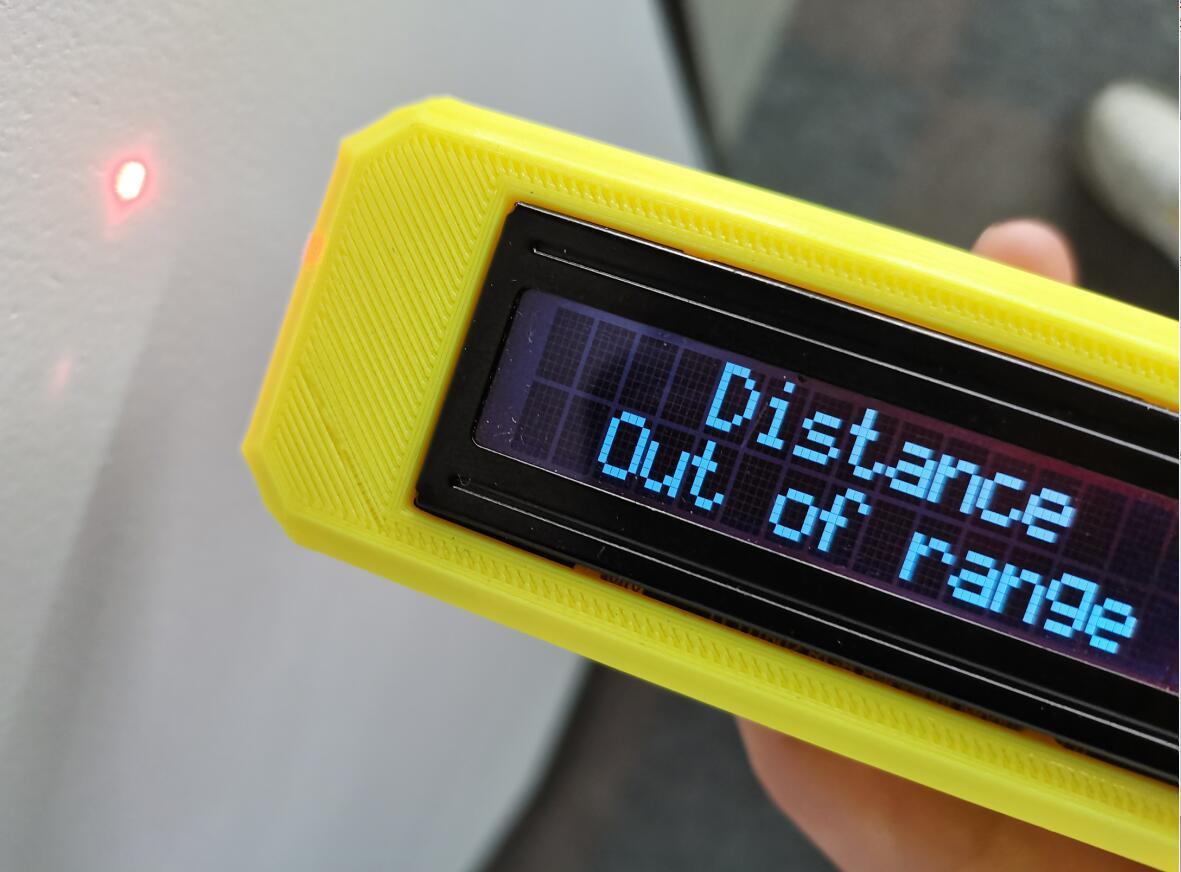 Distance
Out of range